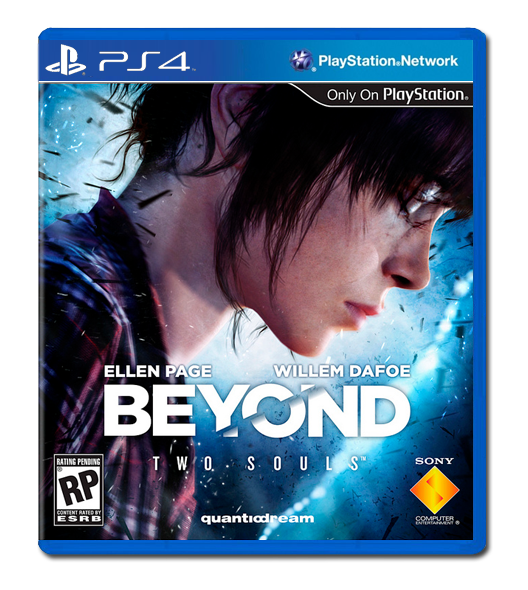 PS4
PlayStation®Network
Only On PlayStation®
ELLEN PAGE WILLEM DAFOE
BEYOND
TWO SOULS™
RATING PENDING
RP
CONTENT RATED BY
ESRB
quanticdream
SONY
COMPUTER
ENTERTAINMENT®